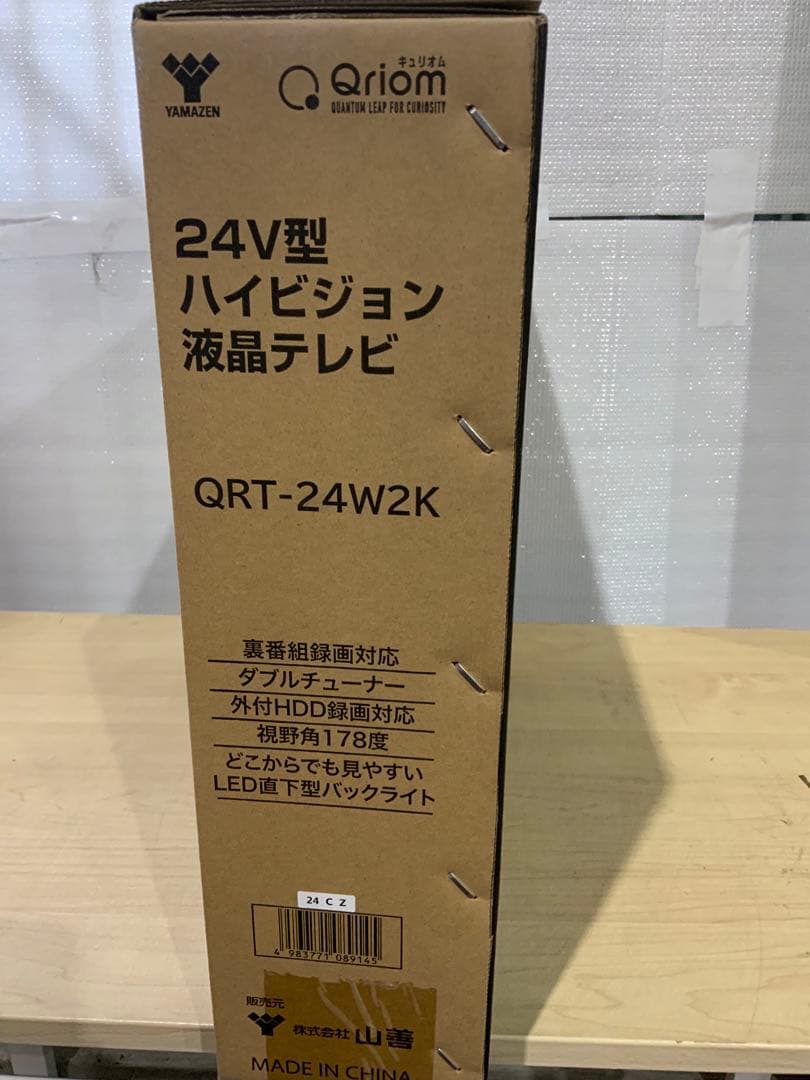 YAMAZEN
キュリオム
Qriom
QUANTUM LEAP FOR CURIOSITY
24V型
ハイビジョン
液晶テレビ
QRT-24W2K
裏番組録画対応
ダブルチューナー
外付HDD録画対応
視野角178度
どこからでも見やすい
LED直下型バックライト
24 C Z
4 983771 089145
販売元
株式会社 山善
MADE IN CHINA